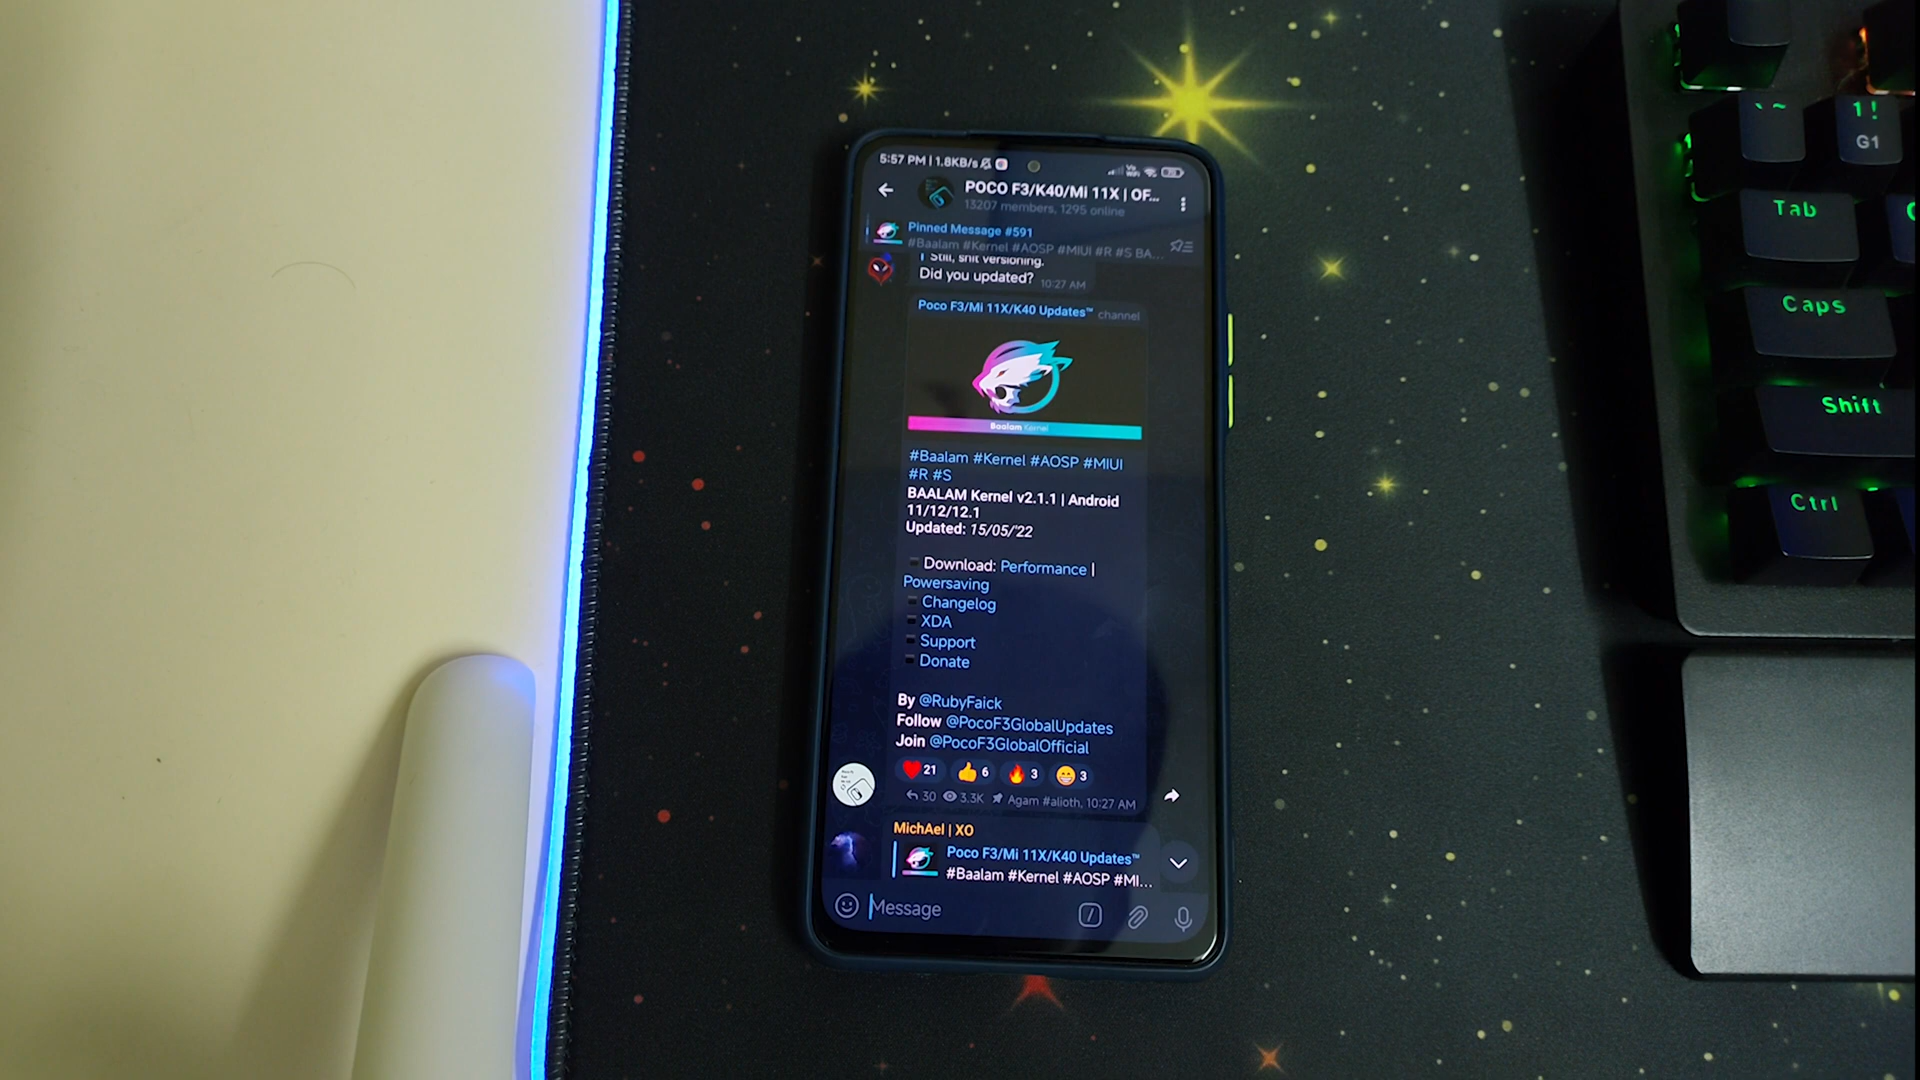 5:57 PM | 1.8KB/s
Vo
WiFi
POCO F3/K40/Mi 11X | OF...
13207 members, 1295 online
Pinned Message #591
#Baalam #Kernel #AOSP #MIUI #R #S BA...
Still, shit versioning.
Did you updated? 10:27 AM
Poco F3/Mi 11X/K40 Updates™ channel
Baalam Kernel
#Baalam #Kernel #AOSP #MIUI
#R #S
BAALAM Kernel v2.1.1 | Android
11/12/12.1
Updated: 15/05/'22
Download: Performance |
Powersaving
Changelog
XDA
Support
Donate
By @RubyFaick
Follow @PocoF3GlobalUpdates
Join @PocoF3GlobalOfficial
21 6 3 3
30 3.3K Agam #alioth, 10:27 AM
MichAel | XO
Poco F3/Mi 11X/K40 Updates™
#Baalam #Kernel #AOSP #MI...
Message
/
` ~
1 !
G1
Tab
Caps
Shift
Ctrl